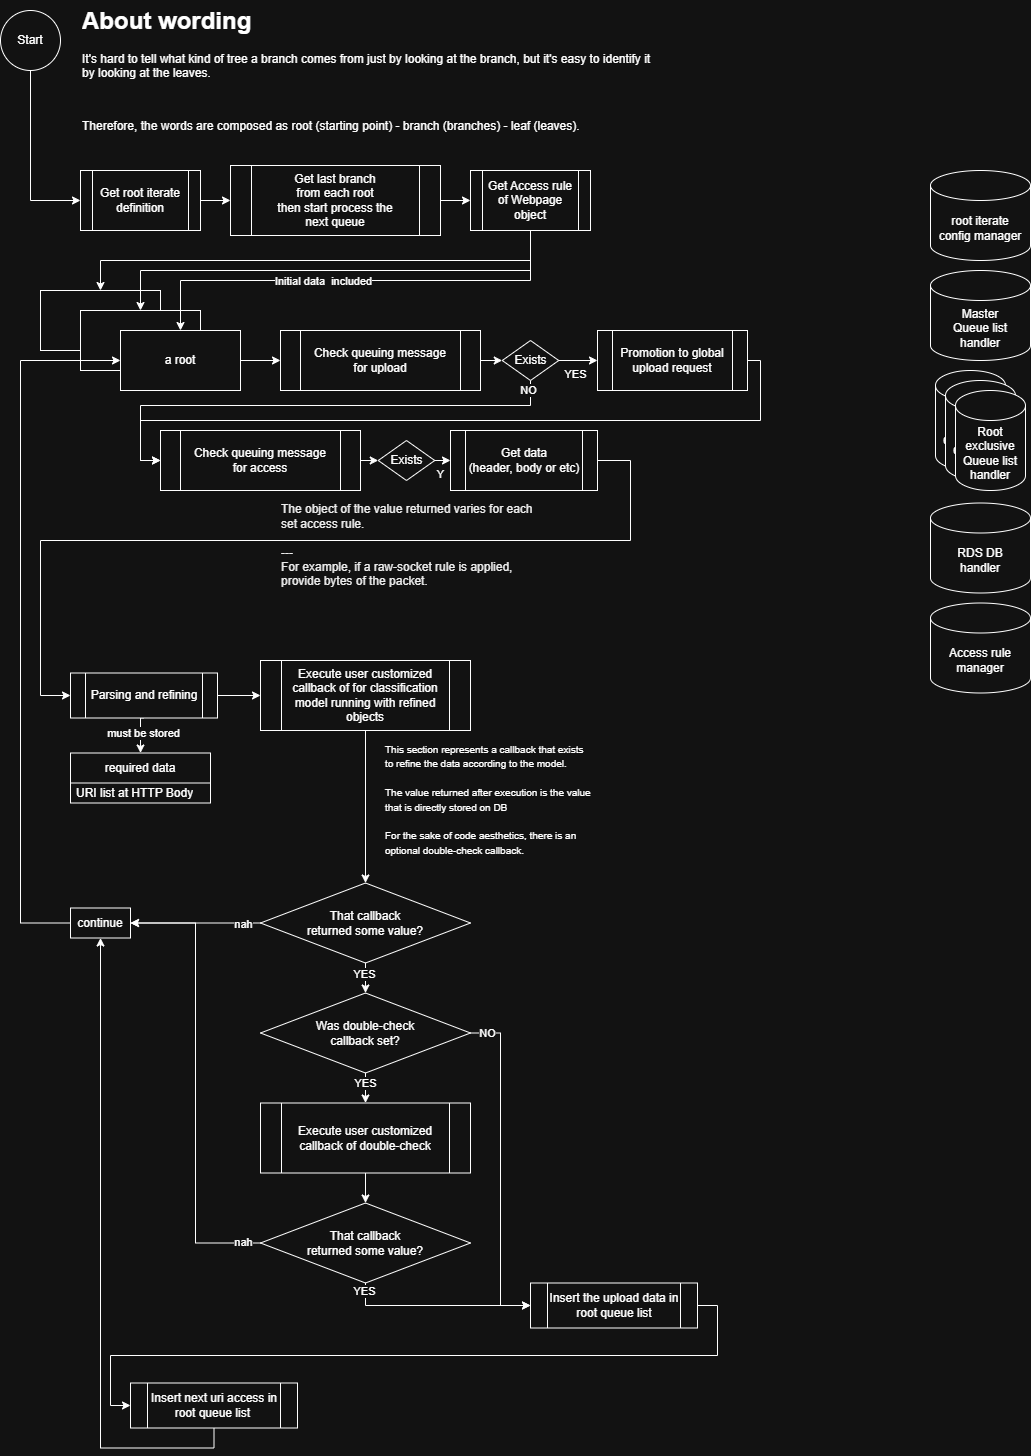 Start
About wording
It's hard to tell what kind of tree a branch comes from just by looking at the branch, but it's easy to identify it
by looking at the leaves.
Therefore, the words are composed as root (starting point) - branch (branches) - leaf (leaves).
Get root iterate
definition
Get last branch
from each root
then start process the
next queue
Get Access rule
of Webpage
object
root iterate
config manager
Initial data  included
Master
Queue list
handler
a root
Check queuing message
for upload
Exists
YES
NO
Promotion to global
upload request
Root
exclusive
Queue list
handler
Check queuing message
for access
Exists
Y
Get data
(header, body or etc)
The object of the value returned varies for each
set access rule.
---
For example, if a raw-socket rule is applied,
provide bytes of the packet.
RDS DB
handler
Access rule
manager
Parsing and refining
Execute user customized
callback of for classification
model running with refined
objects
must be stored
required data
URI list at HTTP Body
This section represents a callback that exists
to refine the data according to the model.
The value returned after execution is the value
that is directly stored on DB
For the sake of code aesthetics, there is an
optional double-check callback.
continue
nah
That callback
returned some value?
YES
Was double-check
callback set?
NO
YES
Execute user customized
callback of double-check
nah
That callback
returned some value?
YES
Insert the upload data in
root queue list
Insert next uri access in
root queue list